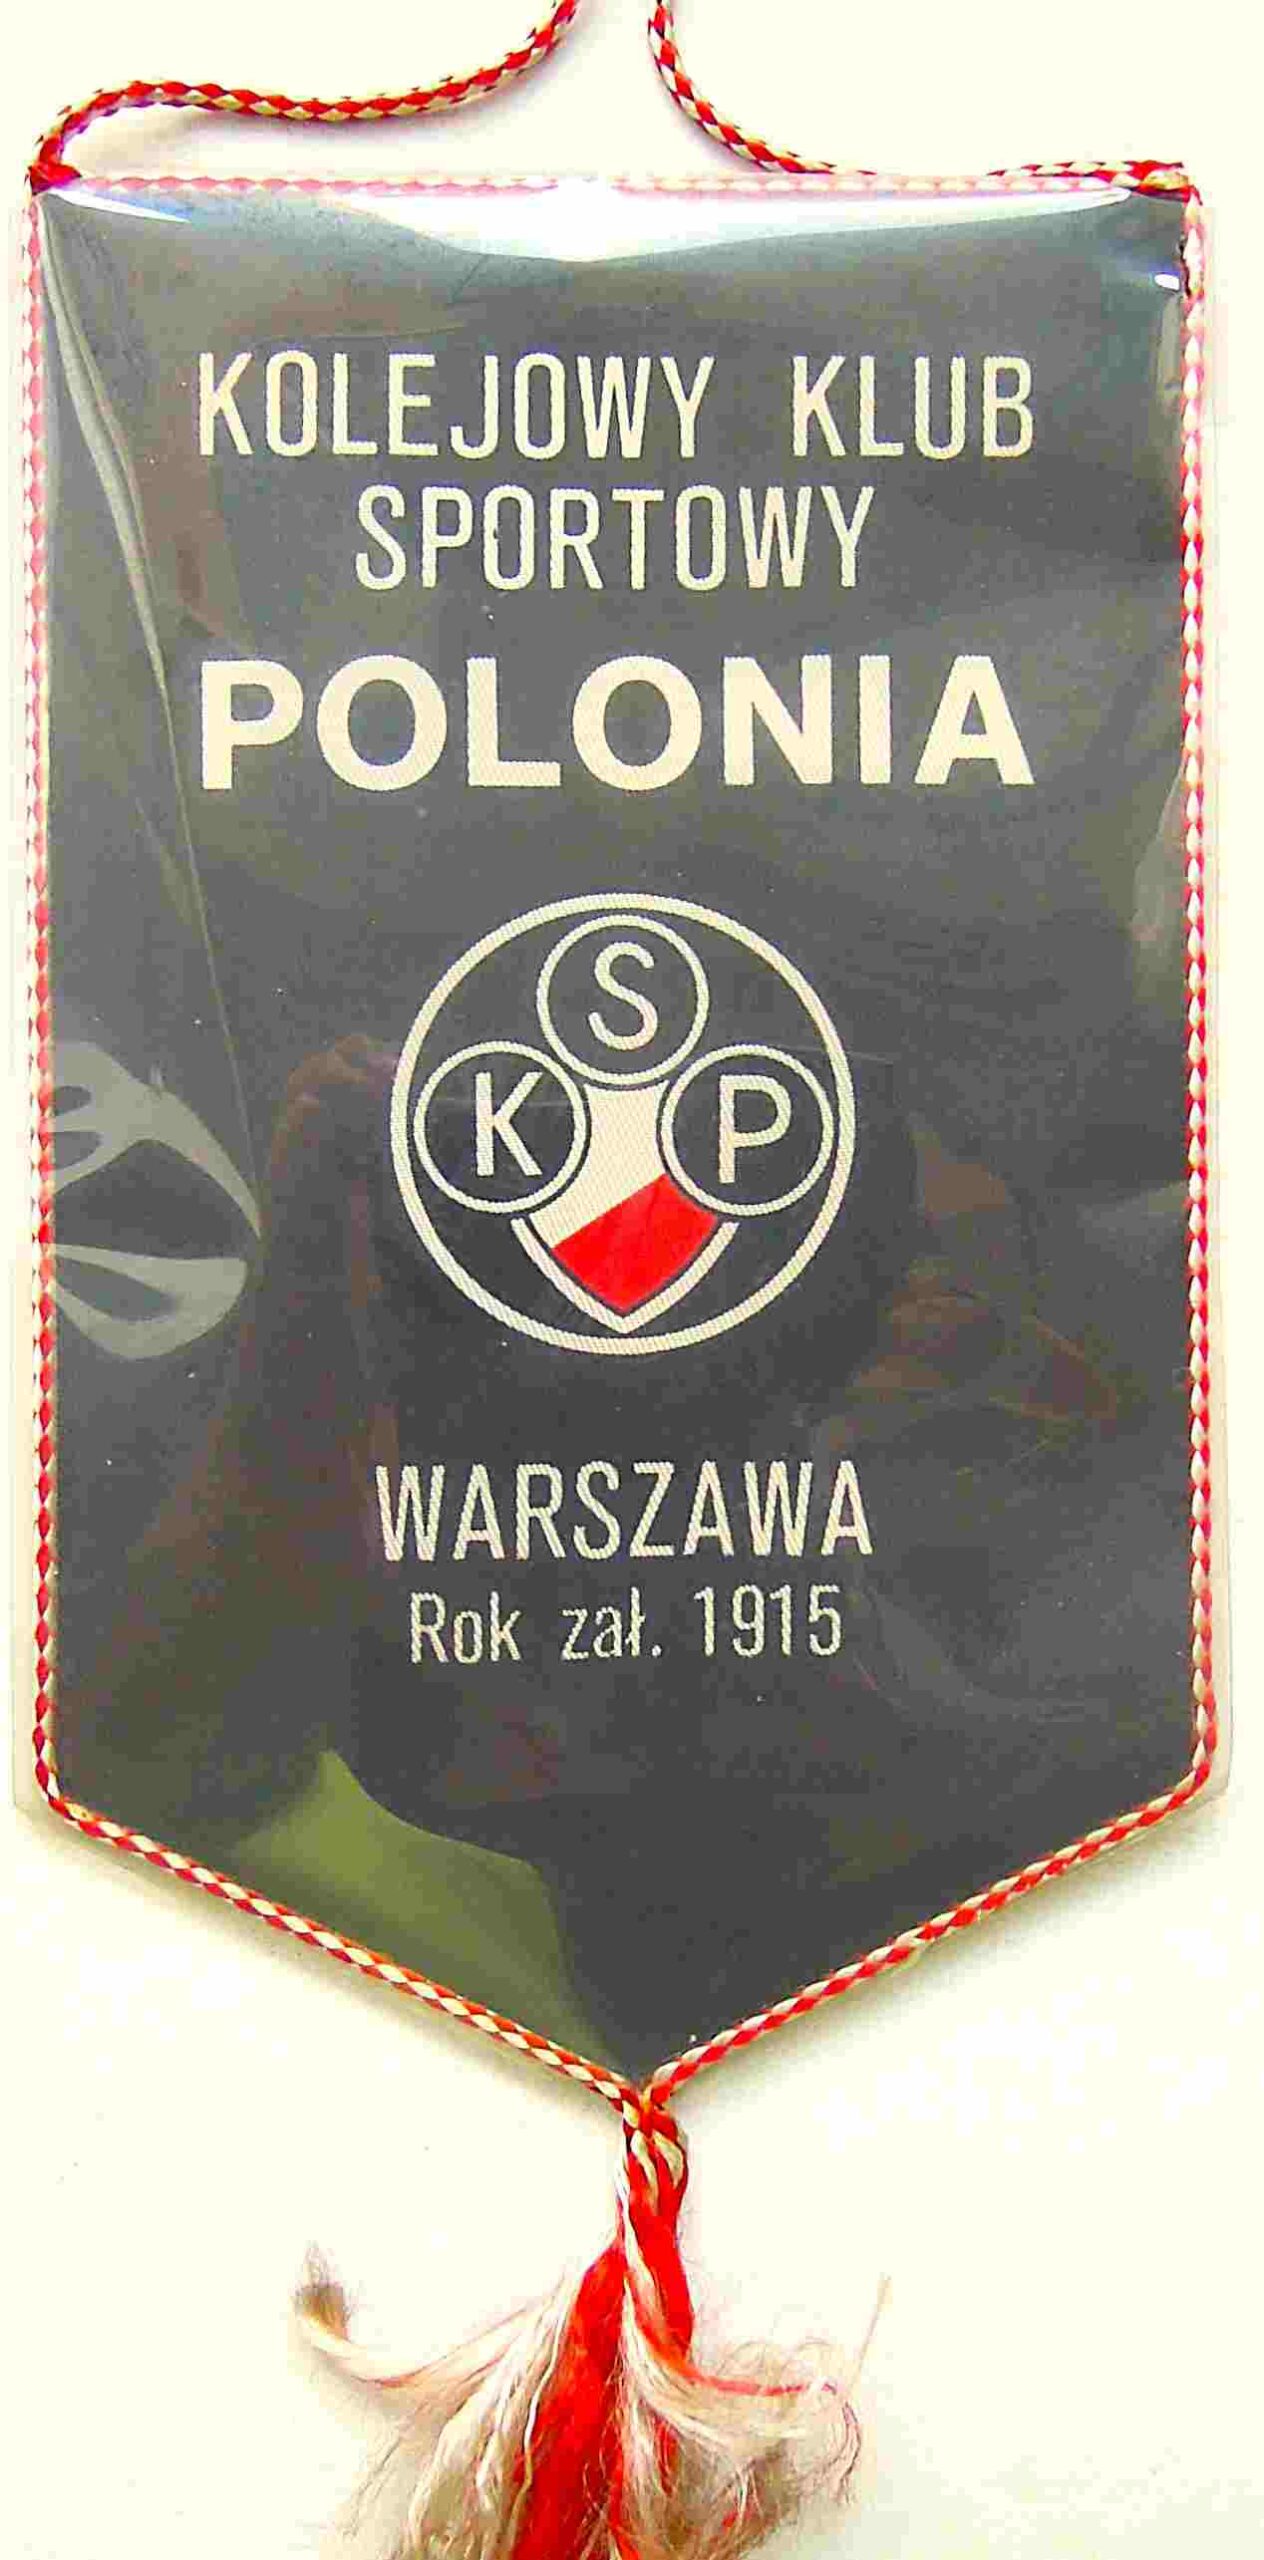 KOLEJOWY KLUB
SPORTOWY
POLONIA
S
K P
WARSZAWA
Rok zał. 1915